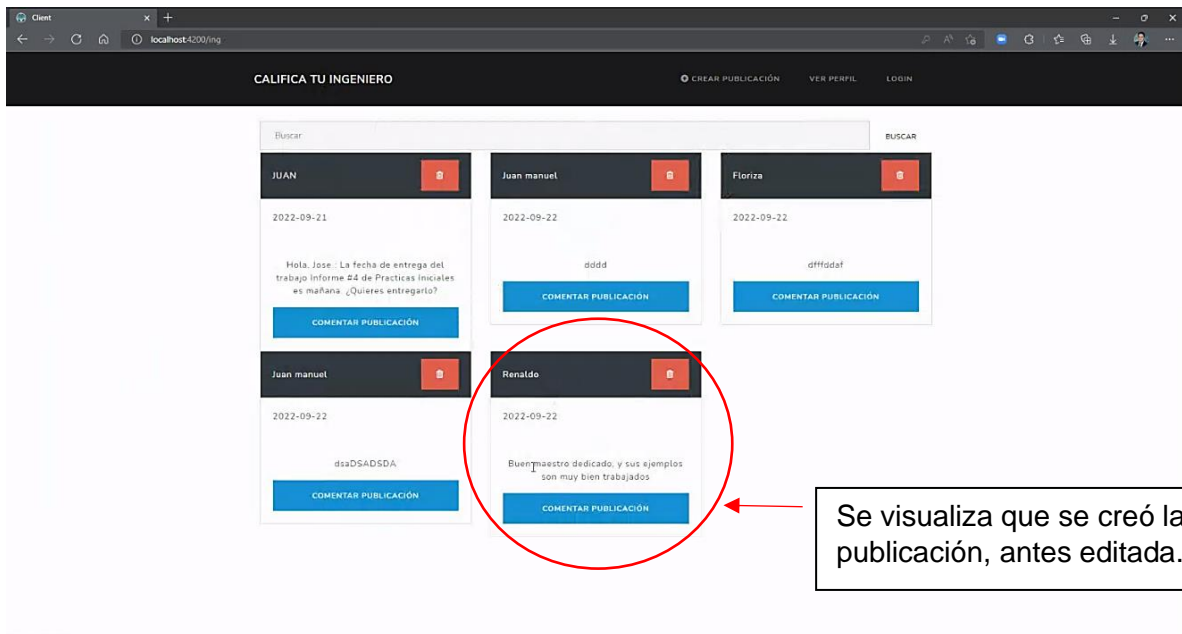 Client
localhost:4200/ing
CALIFICA TU INGENIERO
CREAR PUBLICACIÓN
VER PERFIL
LOGIN
Buscar
BUSCAR
JUAN
2022-09-21
Hola, Jose : La fecha de entrega del
trabajo Informe #4 de Practicas Iniciales
es mañana. ¿Quieres entregarlo?
COMENTAR PUBLICACIÓN
Juan manuel
2022-09-22
dddd
COMENTAR PUBLICACIÓN
Floriza
2022-09-22
dfffddaf
COMENTAR PUBLICACIÓN
Juan manuel
2022-09-22
dsaDSADSDA
COMENTAR PUBLICACIÓN
Renaldo
2022-09-22
Buen maestro dedicado, y sus ejemplos
son muy bien trabajados
COMENTAR PUBLICACIÓN
Se visualiza que se creó la
publicación, antes editada.